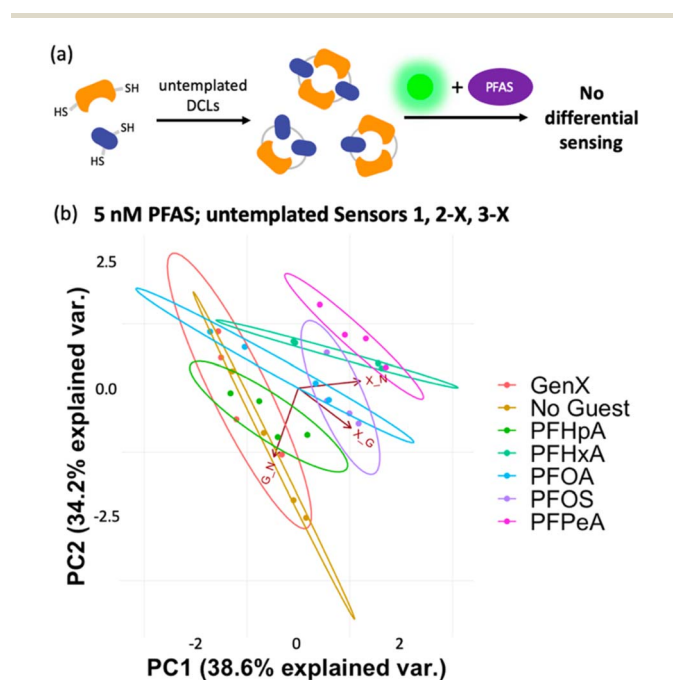 (a)
SH
HS
SH
HS
untemplated
DCLs
+ PFAS
No
differential
sensing
(b) 5 nM PFAS; untemplated Sensors 1, 2-X, 3-X
PC2 (34.2% explained var.)
2.5
0.0
-2.5
X_N
X_G
G_N
GenX
No Guest
PFHpA
PFHxA
PFOA
PFOS
PFPeA
-2 0 2
PC1 (38.6% explained var.)